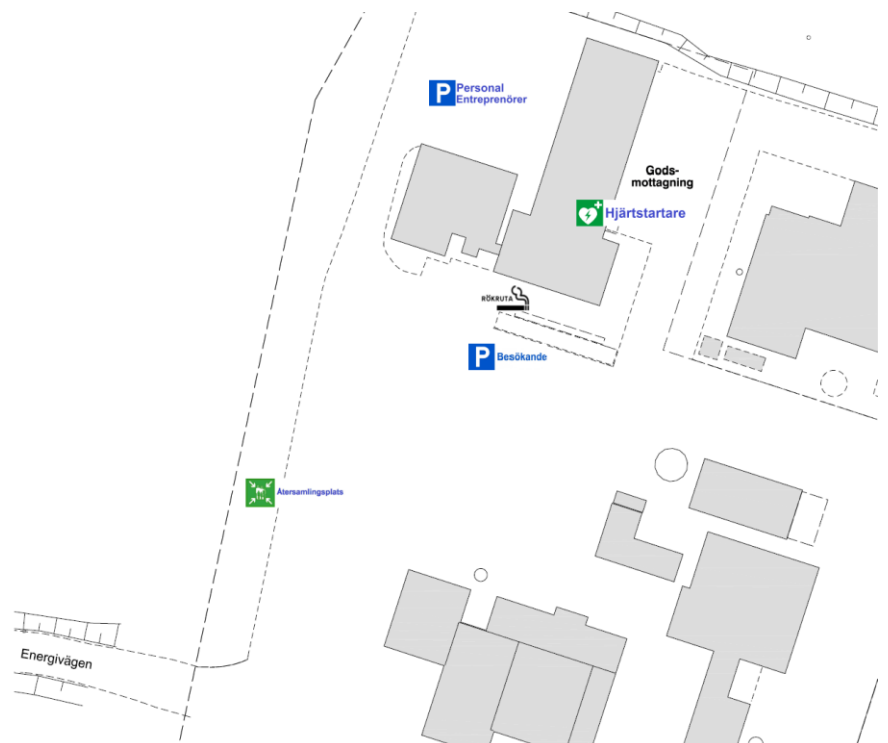 P Personal
Entreprenörer
Gods-
mottagning
Hjärtstartare
RÖKRUTA
P Besökande
Återsamlingsplats
Energivägen